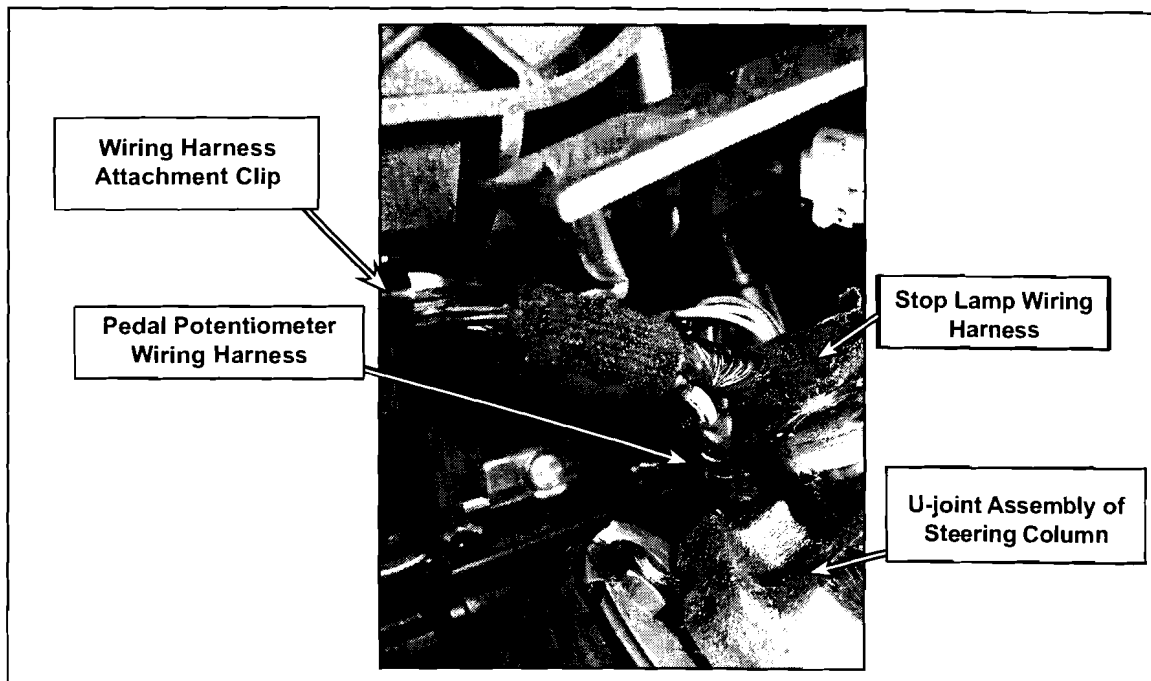 Wiring Harness
Attachment Clip
Pedal Potentiometer
Wiring Harness
Stop Lamp Wiring
Harness
U-joint Assembly of
Steering Column